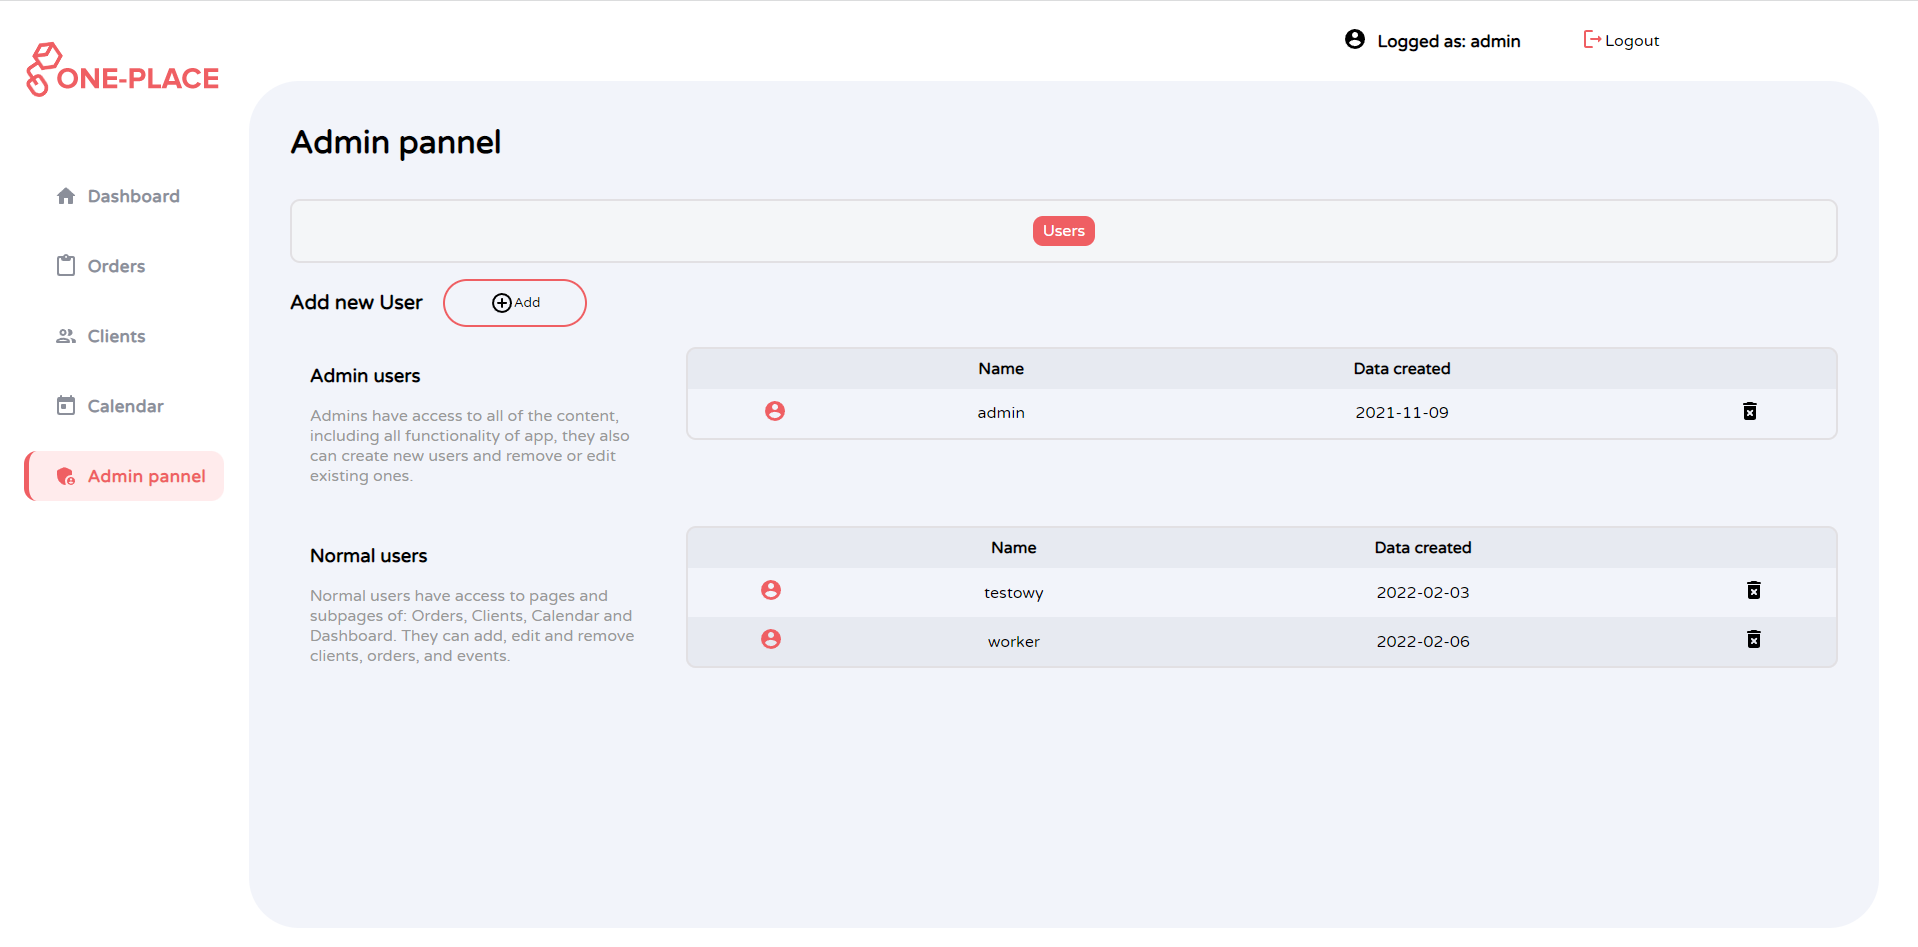 Logged as: admin
Logout
ONE-PLACE
Dashboard
Orders
Clients
Calendar
Admin pannel
Admin pannel
Users
Add new User
Add
Admin users
Admins have access to all of the content,
including all functionality of app, they also
can create new users and remove or edit
existing ones.
Name Data created
admin 2021-11-09
Normal users
Normal users have access to pages and
subpages of: Orders, Clients, Calendar and
Dashboard. They can add, edit and remove
clients, orders, and events.
Name Data created
testowy 2022-02-03
worker 2022-02-06